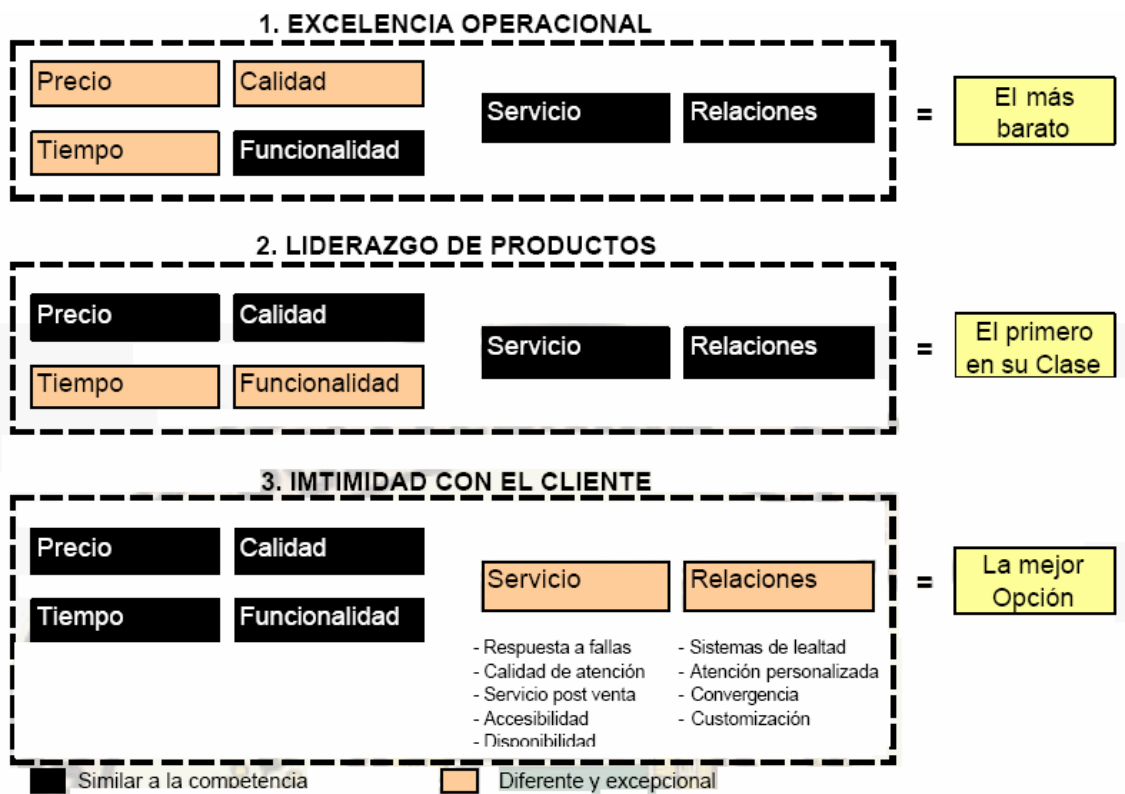 1. EXCELENCIA OPERACIONAL
Precio
Calidad
Tiempo
Funcionalidad
Servicio
Relaciones
=
El más
barato
2. LIDERAZGO DE PRODUCTOS
Precio
Calidad
Tiempo
Funcionalidad
Servicio
Relaciones
=
El primero
en su Clase
3. IMTIMIDAD CON EL CLIENTE
Precio
Calidad
Tiempo
Funcionalidad
Servicio
- Respuesta a fallas
- Calidad de atención
- Servicio post venta
- Accesibilidad
- Disponibilidad
Relaciones
- Sistemas de lealtad
- Atención personalizada
- Convergencia
- Customización
=
La mejor
Opción
Similar a la competencia
Diferente y excepcional